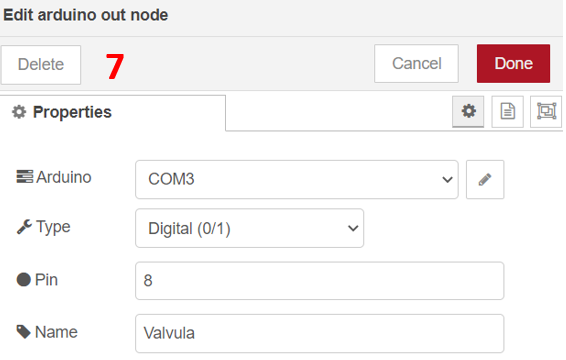 Edit arduino out node
Delete 7 Cancel Done
Properties
Arduino COM3
Type Digital (0/1)
Pin 8
Name Valvula